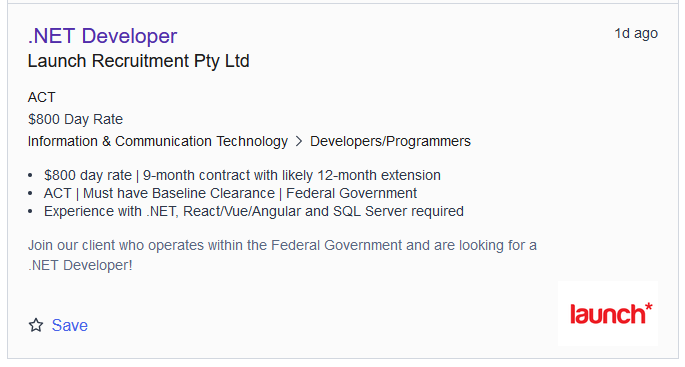 .NET Developer
1d ago
Launch Recruitment Pty Ltd
ACT
$800 Day Rate
Information & Communication Technology > Developers/Programmers
• $800 day rate | 9-month contract with likely 12-month extension
• ACT | Must have Baseline Clearance | Federal Government
• Experience with .NET, React/Vue/Angular and SQL Server required
Join our client who operates within the Federal Government and are looking for a
.NET Developer!
launch*
Save